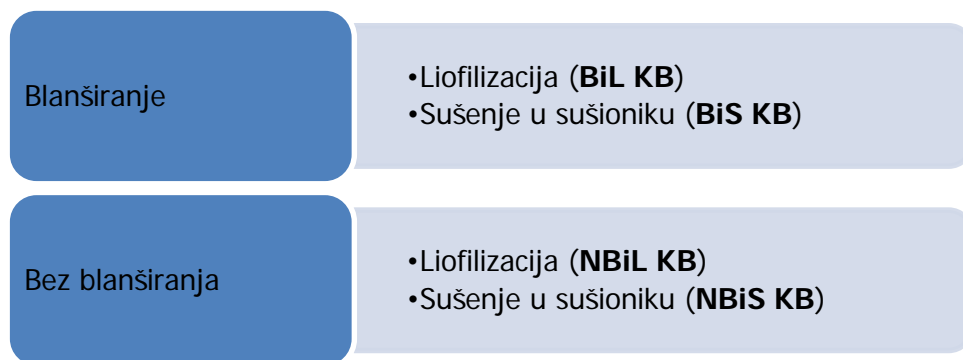 Blanširanje
•Liofilizacija (BiL KB)
•Sušenje u sušioniku (BiS KB)
Bez blanširanja
•Liofilizacija (NBiL KB)
•Sušenje u sušioniku (NBiS KB)